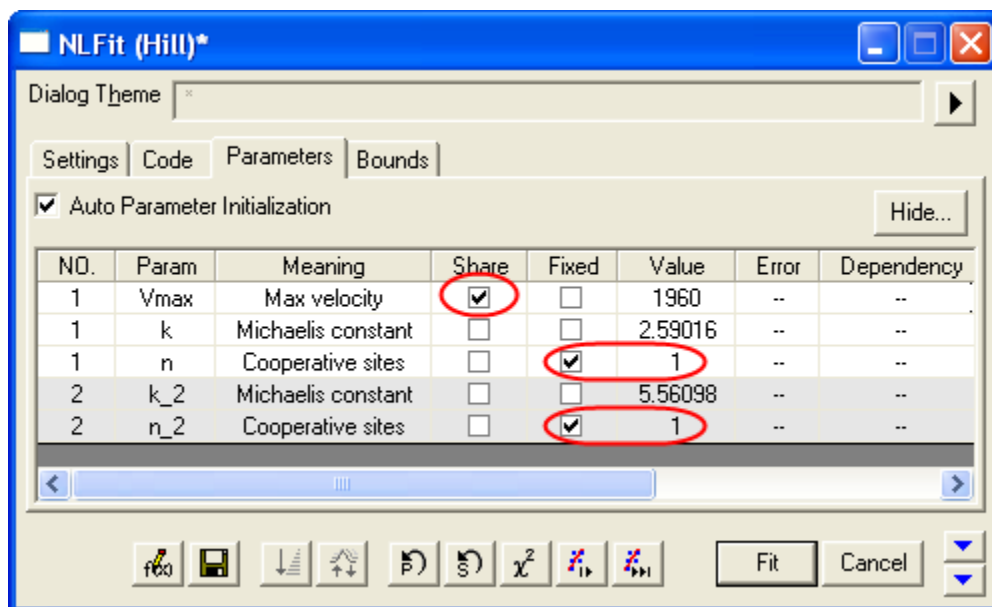 NLFit (Hill)*
Dialog Theme *
Settings Code Parameters Bounds
Auto Parameter Initialization Hide...
NO. Param Meaning Share Fixed Value Error Dependency
1 Vmax Max velocity 1960 -- --
1 k Michaelis constant 2.59016 -- --
1 n Cooperative sites 1 -- --
2 k_2 Michaelis constant 5.56098 -- --
2 n_2 Cooperative sites 1 -- --
P S χ² Fit Cancel